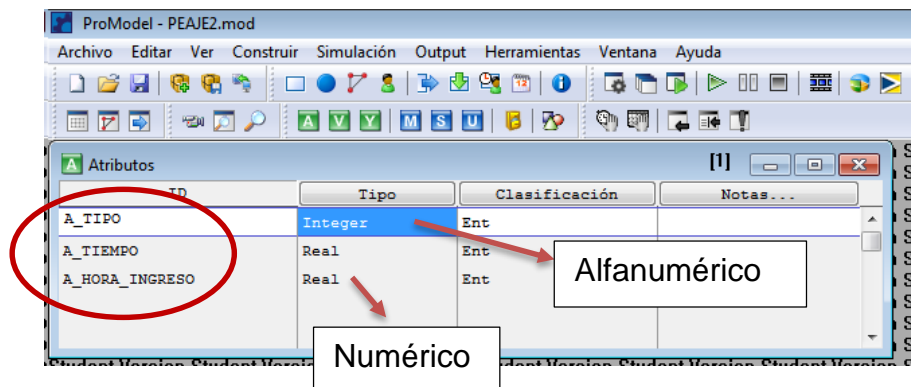 ProModel - PEAJE2.mod
Archivo Editar Ver Construir Simulación Output Herramientas Ventana Ayuda
A V V M S U
A Atributos [1]
ID Tipo Clasificación Notas...
A_TIPO Integer Ent
A_TIEMPO Real Ent
A_HORA_INGRESO Real Ent
Alfanumérico
Numérico